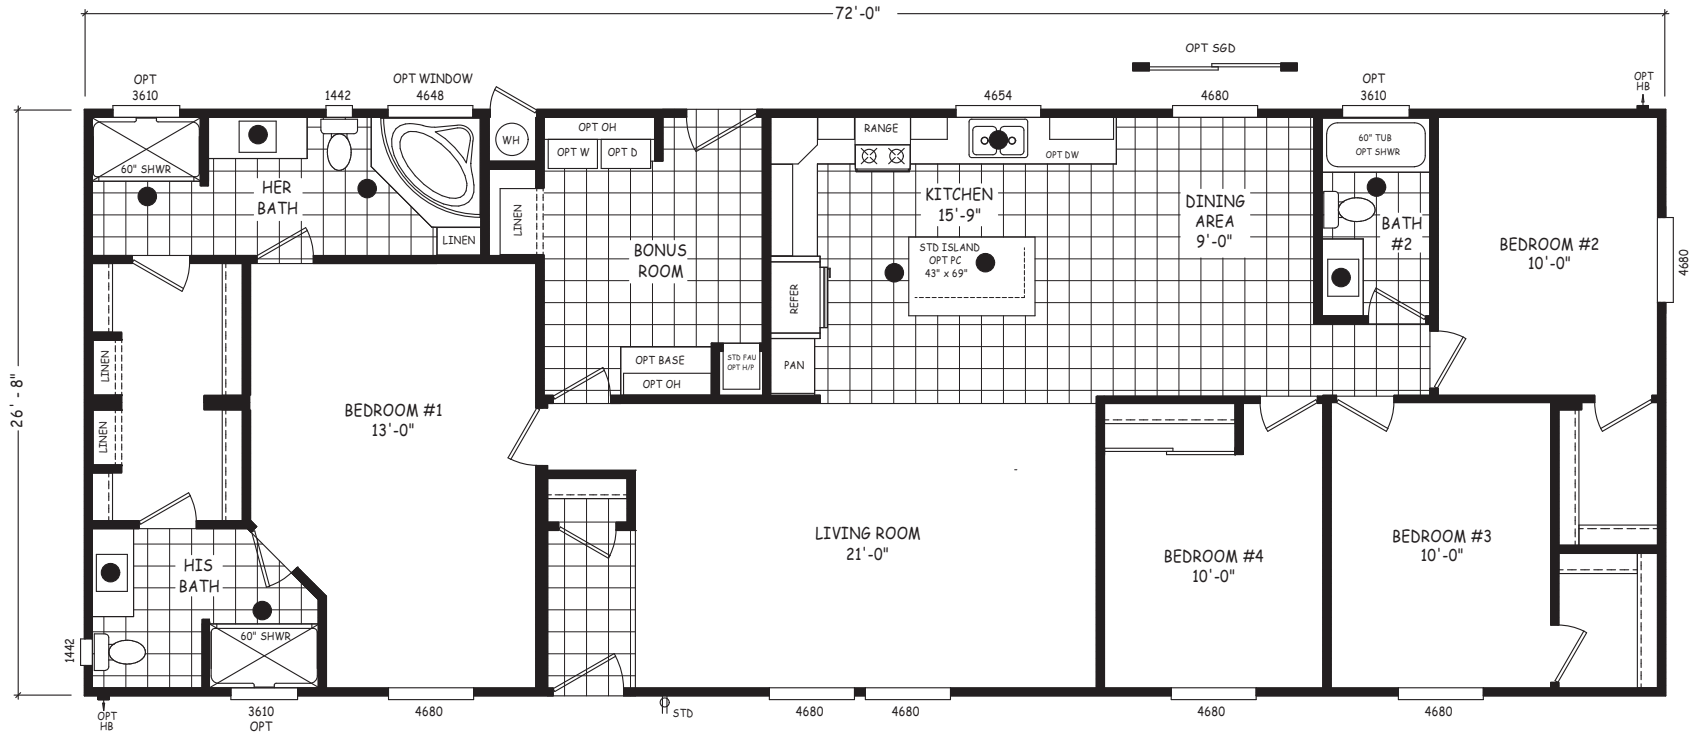 72'-0"
OPT SGD
OPT
3610
1442
OPT WINDOW
4648
4654
4680
OPT
3610
OPT
HB
WH
OPT OH
OPT W
OPT D
RANGE
OPT DW
60" TUB
OPT SHWR
60" SHWR
HER
BATH
LINEN
LINEN
BONUS
ROOM
KITCHEN
15'-9"
DINING
AREA
9'-0"
BATH
#2
BEDROOM #2
10'-0"
4680
STD ISLAND
OPT PC
43" x 69"
REFER
PAN
OPT BASE
OPT OH
STD FAU
OPT H/P
LINEN
LINEN
26' - 8"
BEDROOM #1
13'-0"
LIVING ROOM
21'-0"
BEDROOM #4
10'-0"
BEDROOM #3
10'-0"
HIS
BATH
60" SHWR
1442
OPT
HB
3610
OPT
4680
STD
4680
4680
4680
4680